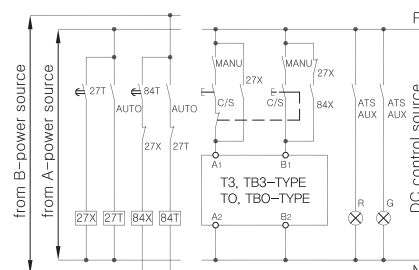 P
MANU
MANU
27X
27T
84T
AUTO
AUTO
27X
C/S
C/S
84X
ATS
AUX
ATS
AUX
27X
27T
from B-power source
from A-power source
DC control source
A1
B1
T3, TB3-TYPE
TO, TBO-TYPE
A2
B2
R
G
27X
27T
84X
84T
N